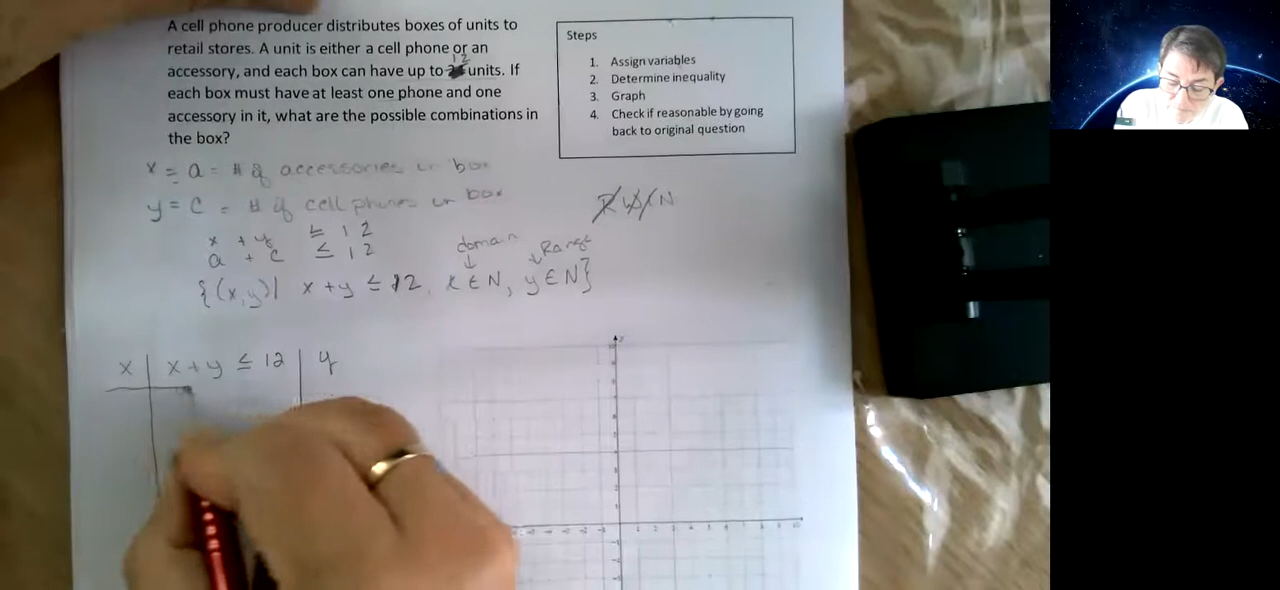 A cell phone producer distributes boxes of units to
retail stores. A unit is either a cell phone or an
12
accessory, and each box can have up to units. If
each box must have at least one phone and one
accessory in it, what are the possible combinations in
the box?
Steps
1. Assign variables
2. Determine inequality
3. Graph
4. Check if reasonable by going
back to original question
x = a = # of accessories in box
y = c = # of cell phones in box
R W N
x + y ≤ 12
a + c ≤ 12
domain
↓
Range
↓
{(x,y)| x + y ≤ 12, x ∈ N, y ∈ N}
x | x + y ≤ 12 | y